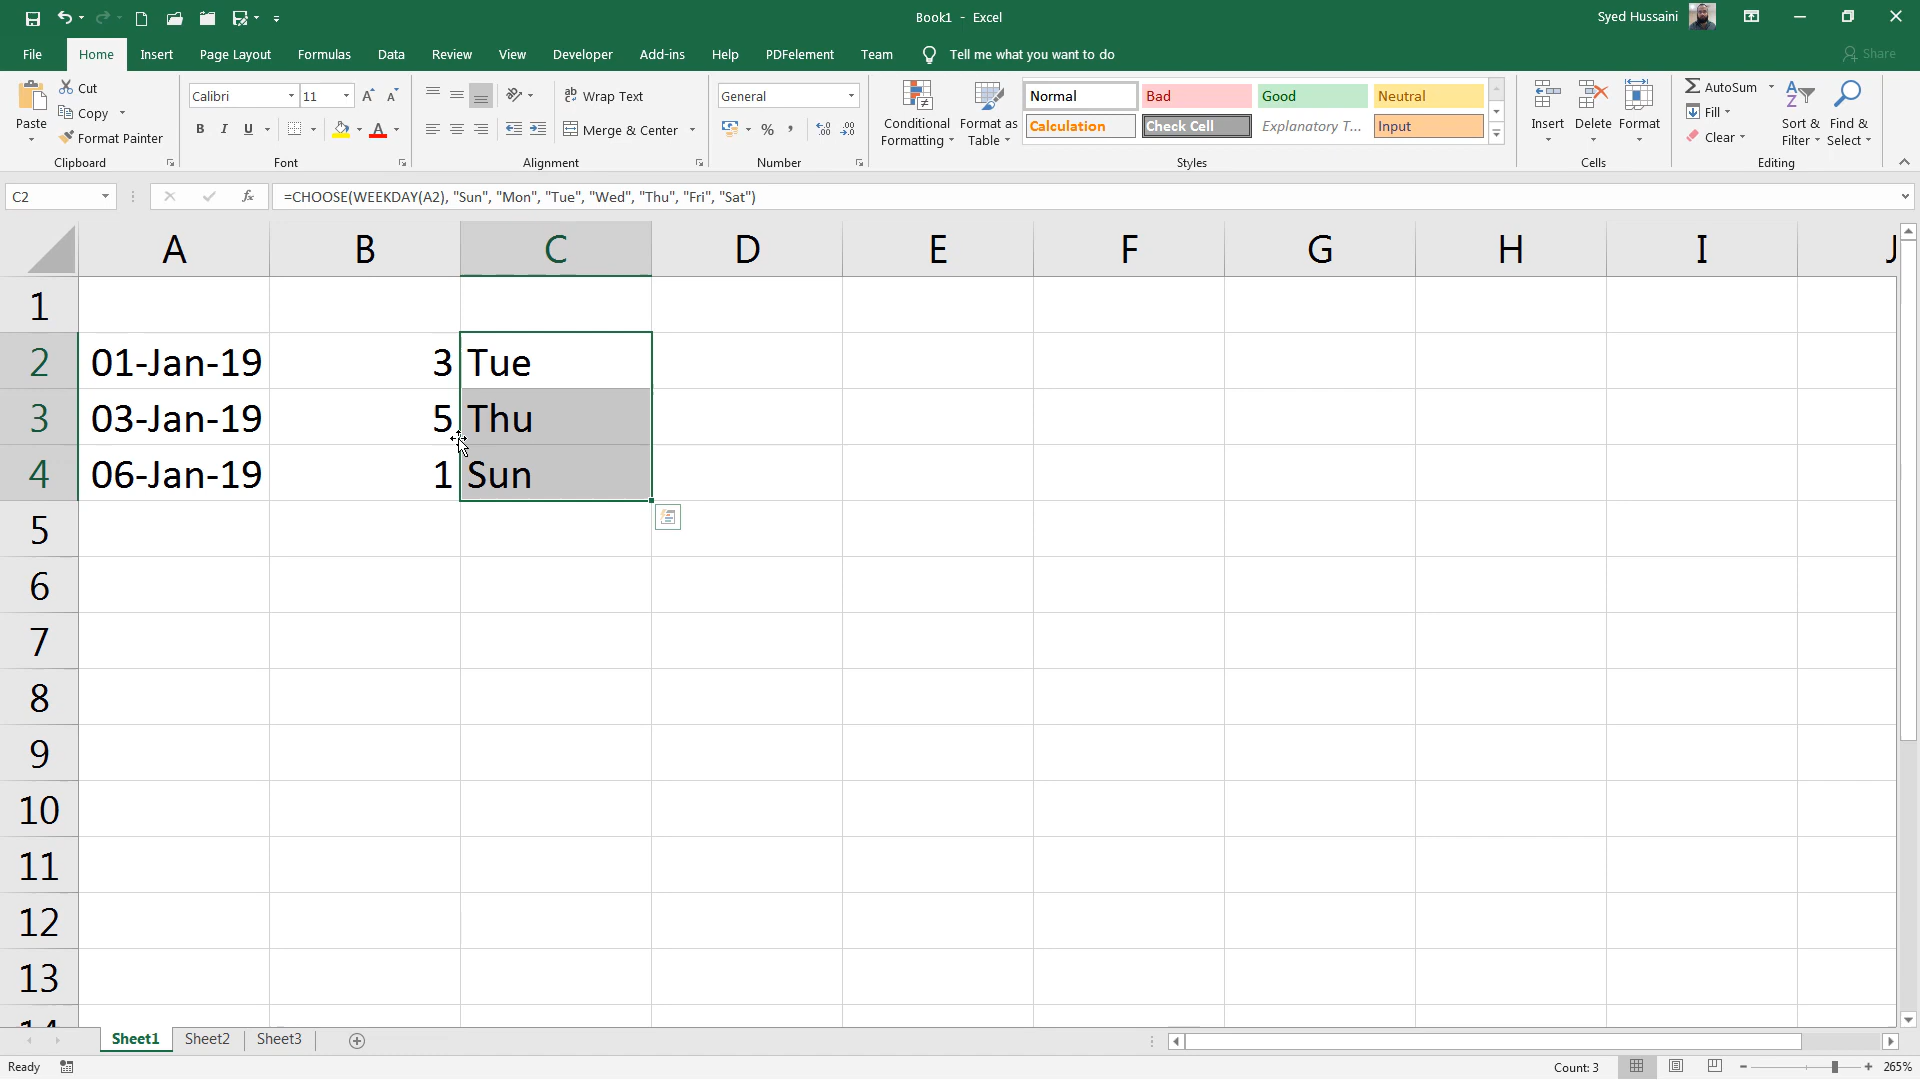 Book1 - Excel
Syed Hussaini
File Home Insert Page Layout Formulas Data Review View Developer Add-ins Help PDFelement Team Tell me what you want to do Share
Paste
Cut
Copy
Format Painter
Clipboard
Calibri 11
B I U
Font
Wrap Text
Merge & Center
Alignment
General
Number
Conditional Formatting
Format as Table
Normal Bad Good Neutral
Calculation Check Cell Explanatory T... Input
Styles
Insert Delete Format
Cells
AutoSum
Fill
Clear
Sort & Filter
Find & Select
Editing
C2 fx =CHOOSE(WEEKDAY(A2), "Sun", "Mon", "Tue", "Wed", "Thu", "Fri", "Sat")
A B C D E F G H I J
1
2 01-Jan-19 3 Tue
3 03-Jan-19 5 Thu
4 06-Jan-19 1 Sun
5
6
7
8
9
10
11
12
13
14
Sheet1 Sheet2 Sheet3
Ready Count: 3 265%